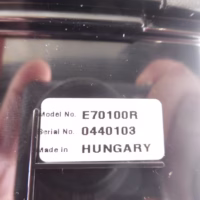 Model No. E70100R
Serial No. 0440103
Made in HUNGARY